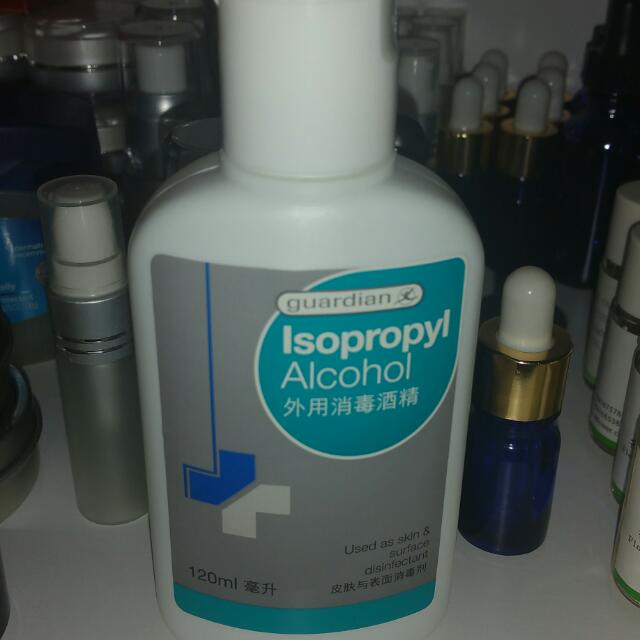 guardian
Isopropyl
Alcohol
外用消毒酒精
Used as skin &
surface
disinfectant
皮肤与表面消毒剂
120ml 毫升